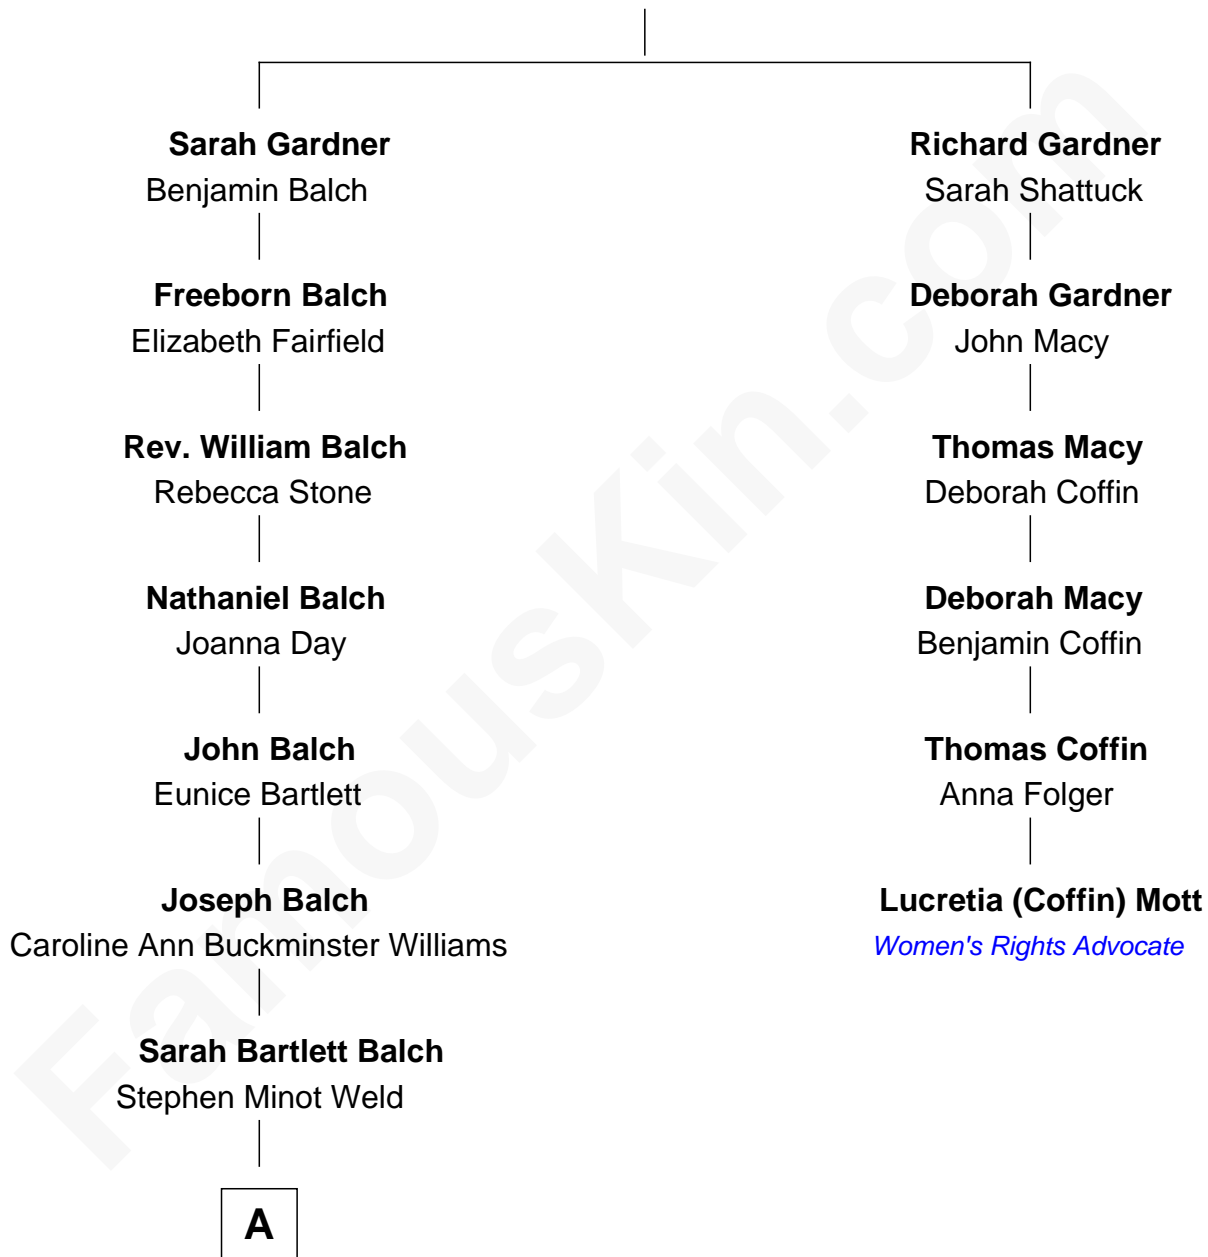 Sarah Gardner
Benjamin Balch
Freeborn Balch
Elizabeth Fairfield
Rev. William Balch
Rebecca Stone
Nathaniel Balch
Joanna Day
John Balch
Eunice Bartlett
Joseph Balch
Caroline Ann Buckminster Williams
Sarah Bartlett Balch
Stephen Minot Weld
A
Richard Gardner
Sarah Shattuck
Deborah Gardner
John Macy
Thomas Macy
Deborah Coffin
Deborah Macy
Benjamin Coffin
Thomas Coffin
Anna Folger
Lucretia (Coffin) Mott
Women's Rights Advocate
FamousKin.com